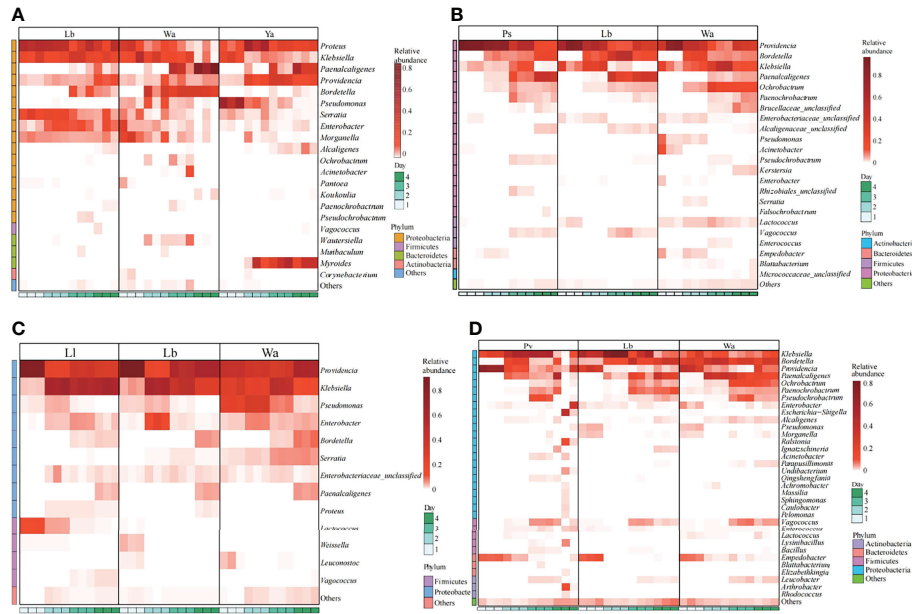 A
Lb
Wa
Ya
Proteus
Klebsiella
Paenalcaligenes
Providencia
Bordetella
Pseudomonas
Serratia
Enterobacter
Morganella
Alcaligenes
Ochrobactrum
Acinetobacter
Pantoea
Koukoulia
Paenochrobactrum
Pseudochrobactrum
Vagococcus
Wautersiella
Myroides
Corynebacterium
Others
Relative
abundance
0.8
0.6
0.4
0.2
0
Day
4
3
2
1
Phylum
Proteobacteria
Firmicutes
Bacteroidetes
Actinobacteria
Others
B
Ps
Lb
Wa
Providencia
Bordetella
Klebsiella
Paenalcaligenes
Ochrobactrum
Paenochrobactrum
Brucellaceae_unclassified
Enterobacteriaceae_unclassified
Alcaligenaceae_unclassified
Pseudomonas
Acinetobacter
Pseudochrobactrum
Kerstersia
Enterobacter
Rhizobiales_unclassified
Serratia
Falsochrobactrum
Lactococcus
Vagococcus
Enterococcus
Empedobacter
Blattabacterium
Micrococcaceae_unclassified
Others
Relative
abundance
0.8
0.6
0.4
0.2
0
Day
4
3
2
1
Phylum
Actinobacteri
Bacteroidetes
Firmicutes
Proteobacteri
Others
C
Ll
Lb
Wa
Providencia
Klebsiella
Pseudomonas
Enterobacter
Bordetella
Serratia
Enterobacteriaceae_unclassified
Paenalcaligenes
Proteus
Lactococcus
Weissella
Leuconostoc
Vagococcus
Others
Relative
abundance
0.8
0.6
0.4
0.2
0
Day
4
3
2
1
Phylum
Firmicutes
Proteobacte
Others
D
Pv
Lb
Wa
Klebsiella
Bordetella
Providencia
Paenalcaligenes
Ochrobactrum
Paenochrobactrum
Pseudochrobactrum
Enterobacter
Escherichia-Shigella
Alcaligenes
Pseudomonas
Morganella
Ralstonia
Ignatzschineria
Acinetobacter
Parapusillimonas
Undibacterium
Qingshengfania
Achromobacter
Massilia
Sphingomonas
Caulobacter
Pelomonas
Vagococcus
Enterococcus
Lactococcus
Lysinibacillus
Bacillus
Empedobacter
Blattabacterium
Elizabethkingia
Leucobacter
Arthrobacter
Rhodococcus
Others
Relative
abundance
0.8
0.6
0.4
0.2
0
Day
4
3
2
1
Phylum
Actinobacteria
Bacteroidetes
Firmicutes
Proteobacteria
Others